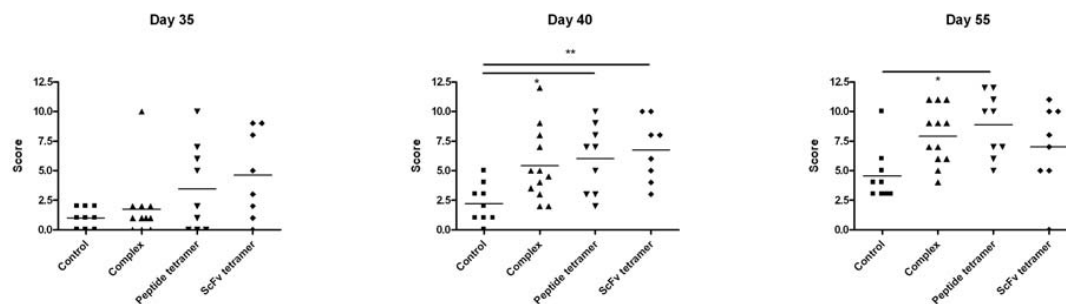 Day 35
Score
12.5
10.0
7.5
5.0
2.5
0.0
Control
Complex
Peptide tetramer
ScFv tetramer
Day 40
**
*
Score
12.5
10.0
7.5
5.0
2.5
0.0
Control
Complex
Peptide tetramer
ScFv tetramer
Day 55
*
Score
12.5
10.0
7.5
5.0
2.5
0.0
Control
Complex
Peptide tetramer
ScFv tetramer